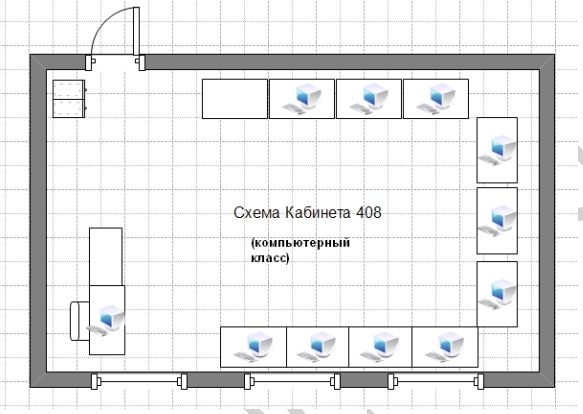 Схема Кабинета 408
(компьютерный
класс)